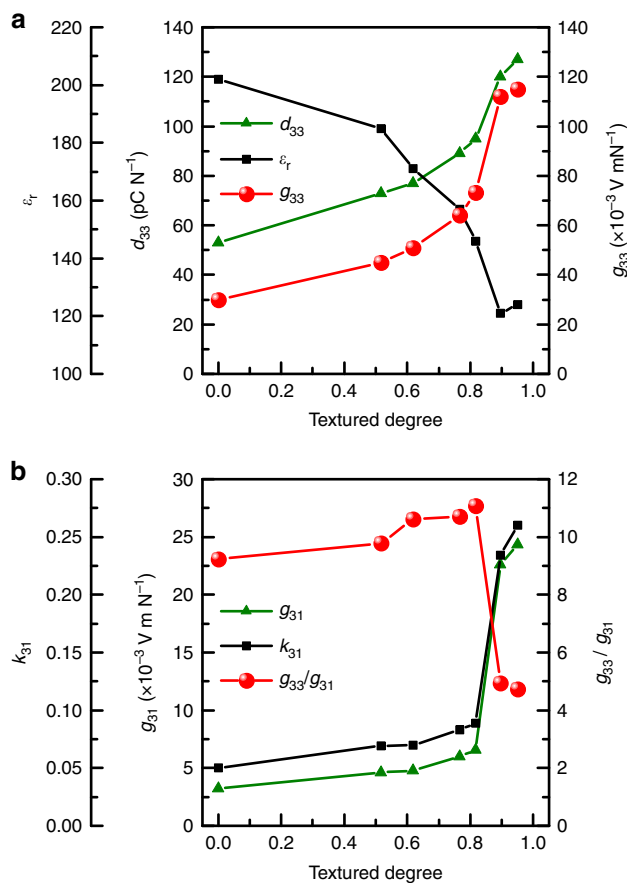 a
220
200
180
160
140
120
100
εr
140
120
100
80
60
40
20
0
d33 (pC N−1)
d33
εr
g33
140
120
100
80
60
40
20
0
g33 (×10−3 V mN−1)
0.0 0.2 0.4 0.6 0.8 1.0
Textured degree
b
0.30
0.25
0.20
0.15
0.10
0.05
0.00
k31
30
25
20
15
10
5
0
g31 (×10−3 V m N−1)
g31
k31
g33/g31
12
10
8
6
4
2
0
g33 / g31
0.0 0.2 0.4 0.6 0.8 1.0
Textured degree